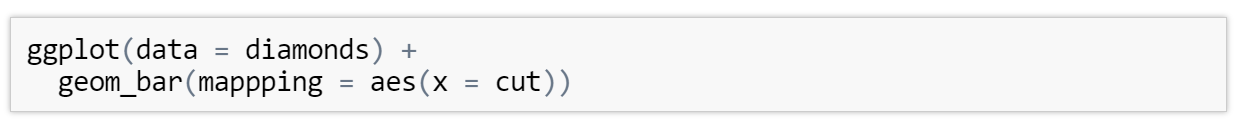 ggplot(data = diamonds) +
  geom_bar(mappping = aes(x = cut))